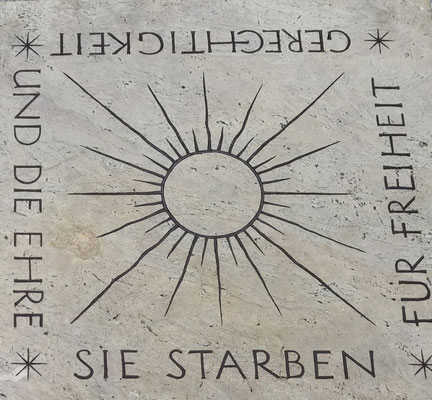 SIE STARBEN
FÜR FREIHEIT
GERECHTIGKEIT
UND DIE EHRE